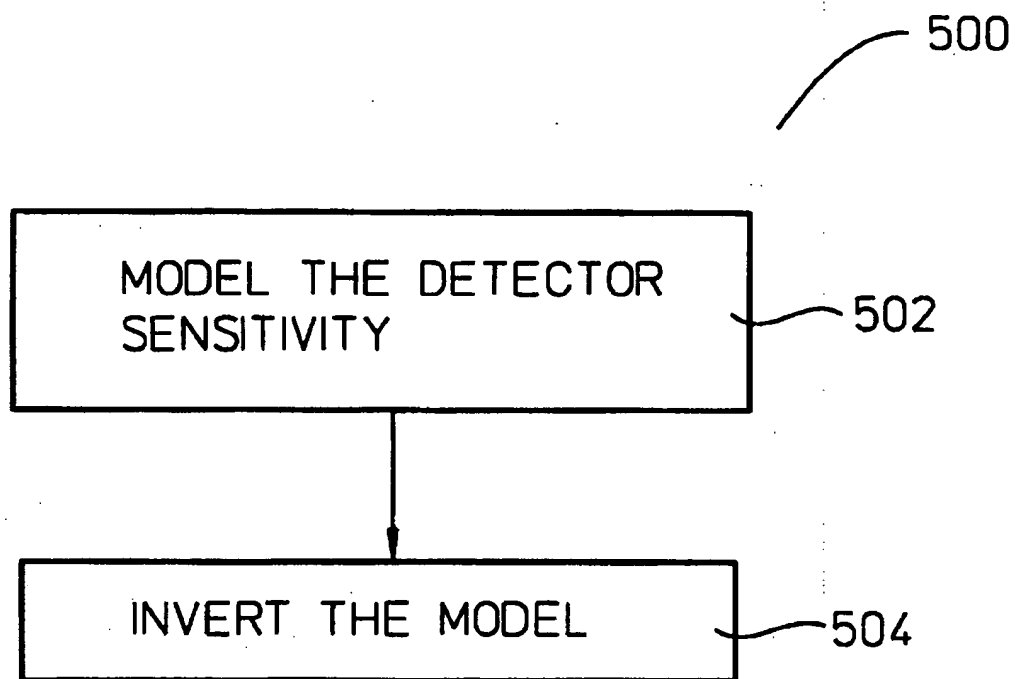 500
MODEL THE DETECTOR
SENSITIVITY
502
INVERT THE MODEL
504